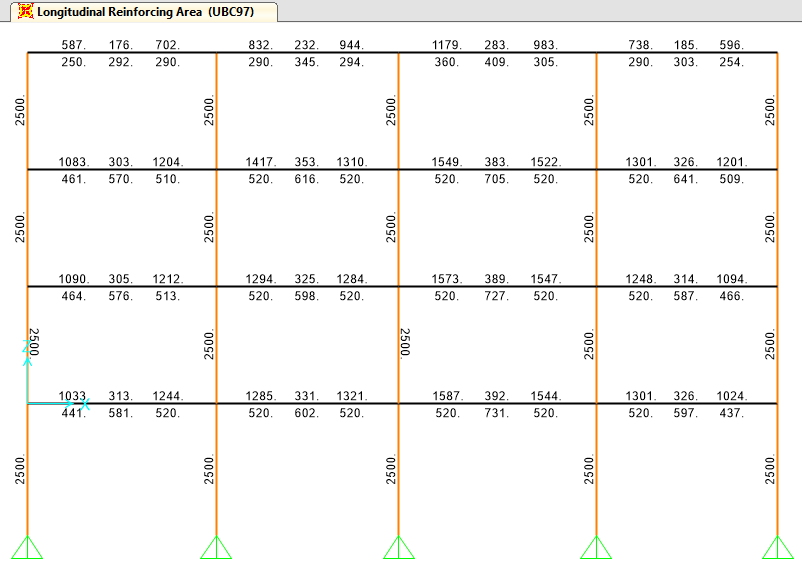 Longitudinal Reinforcing Area (UBC97)
587. 176. 702. 832. 232. 944. 1179. 283. 983. 738. 185. 596.
250. 292. 290. 290. 345. 294. 360. 409. 305. 290. 303. 254.
2500. 2500. 2500. 2500. 2500.
1083. 303. 1204. 1417. 353. 1310. 1549. 383. 1522. 1301. 326. 1201.
461. 570. 510. 520. 616. 520. 520. 705. 520. 520. 641. 509.
2500. 2500. 2500. 2500. 2500.
1090. 305. 1212. 1294. 325. 1284. 1573. 389. 1547. 1248. 314. 1094.
464. 576. 513. 520. 598. 520. 520. 727. 520. 520. 587. 466.
2500. 2500. 2500. 2500. 2500.
1033. 313. 1244. 1285. 331. 1321. 1587. 392. 1544. 1301. 326. 1024.
441. 581. 520. 520. 602. 520. 520. 731. 520. 520. 597. 437.
2500. 2500. 2500. 2500. 2500.